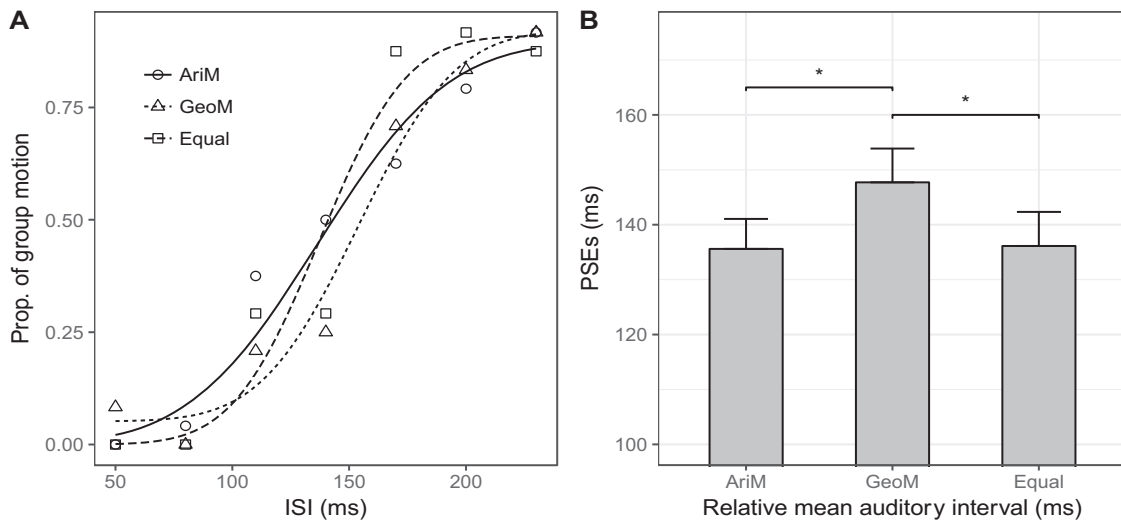 A
AriM
GeoM
Equal
0.75
0.50
0.25
0.00
Prop. of group motion
50
100
150
200
ISI (ms)
B
*
*
160
140
120
100
PSEs (ms)
AriM
GeoM
Equal
Relative mean auditory interval (ms)